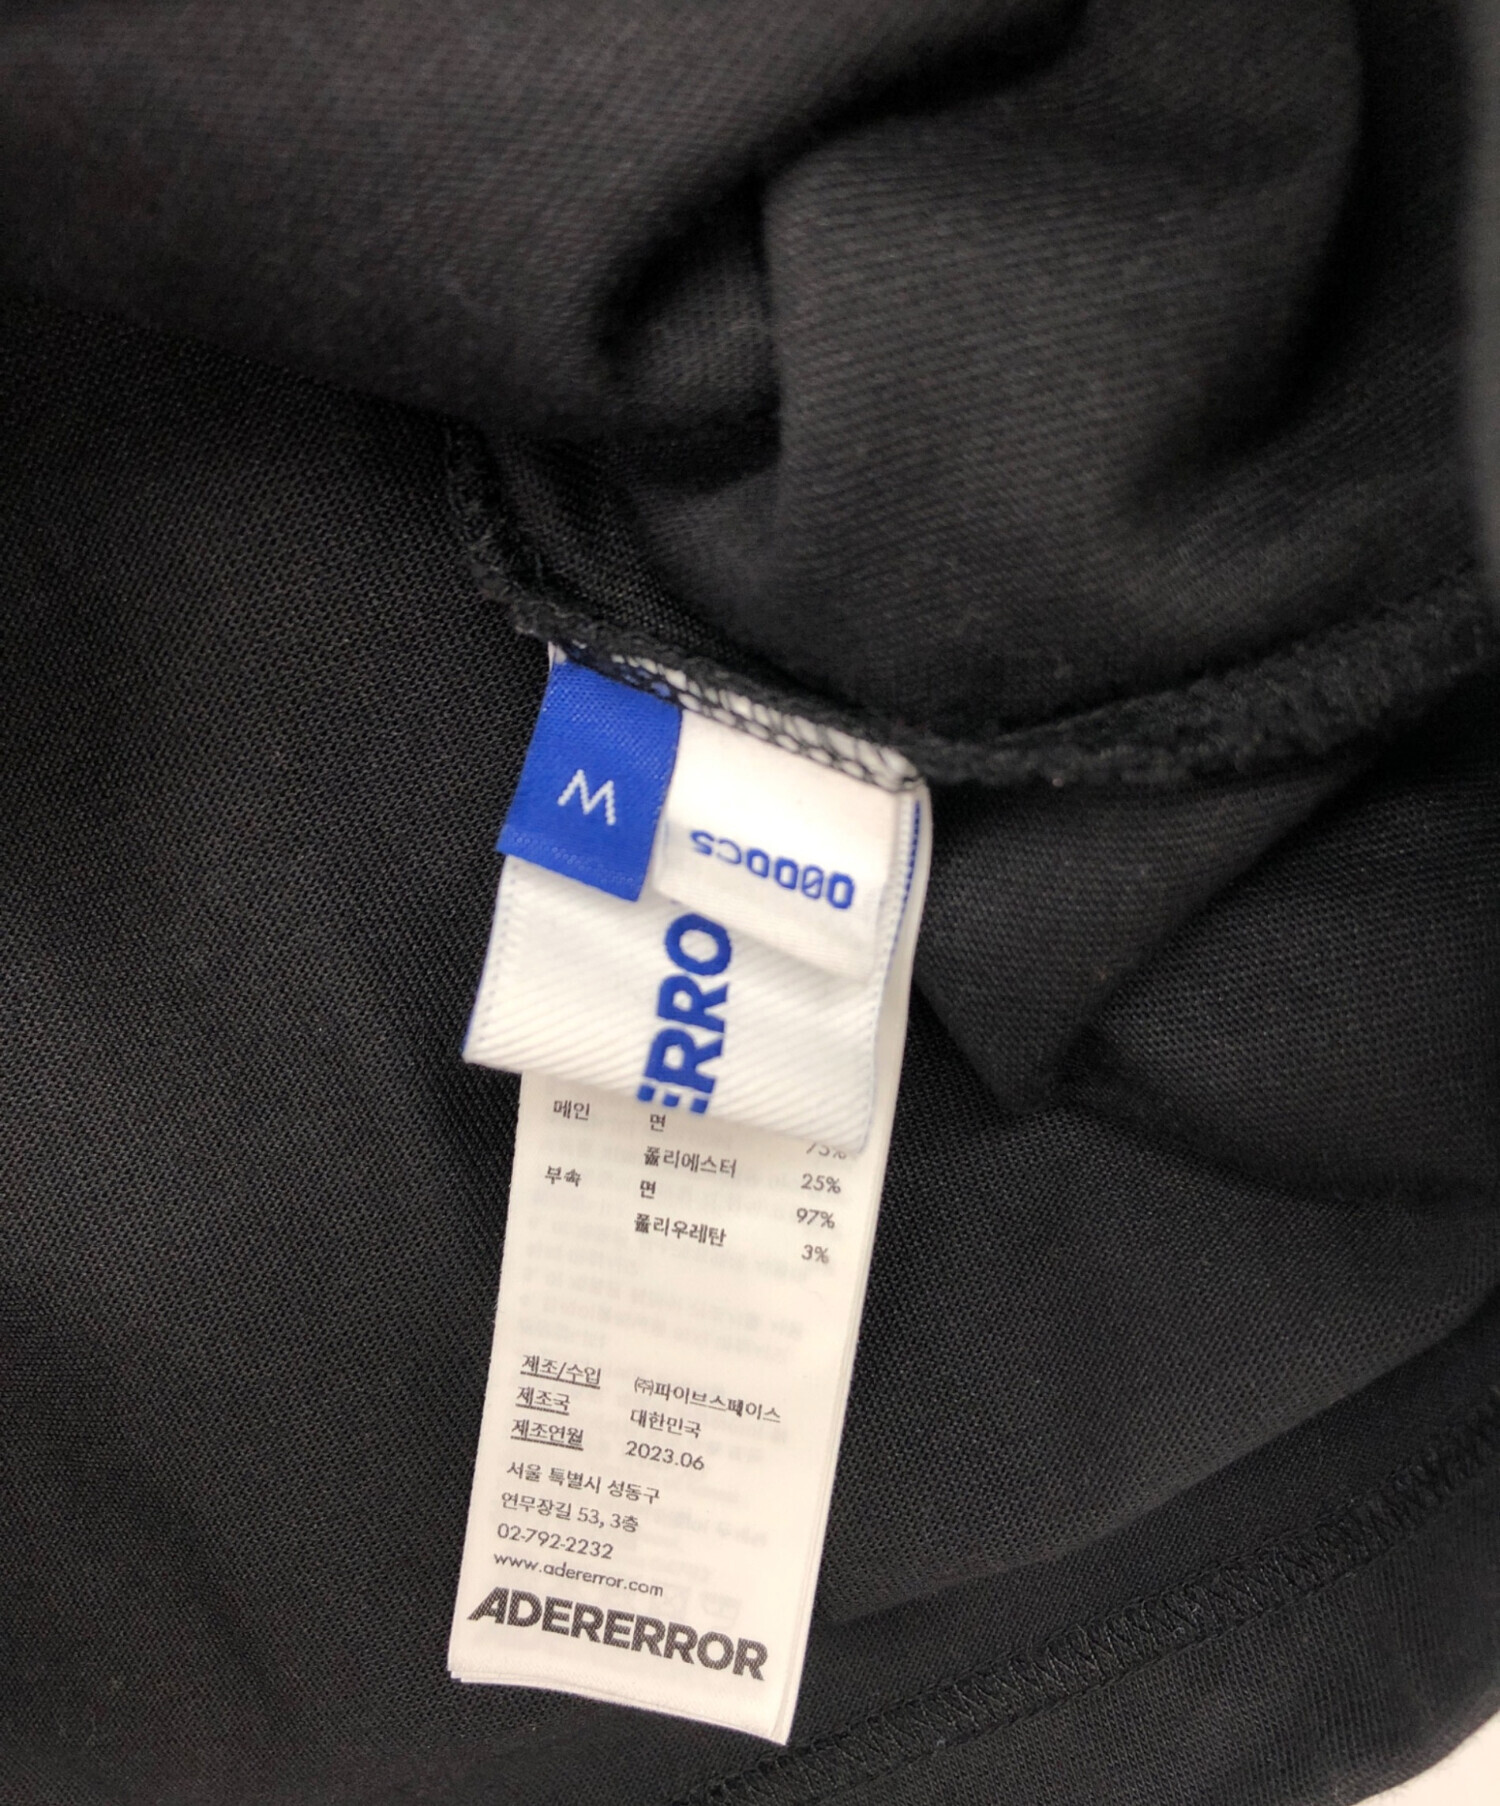 W
ERRO
메인 면 75%
폴리에스터 25%
부속 면 97%
폴리우레탄 3%
제조/수입 ㈜파이브스페이스
제조국 대한민국
제조연월 2023.06
서울 특별시 성동구
연무장길 53, 3층
02-792-2232
www.adererror.com
ADERERROR